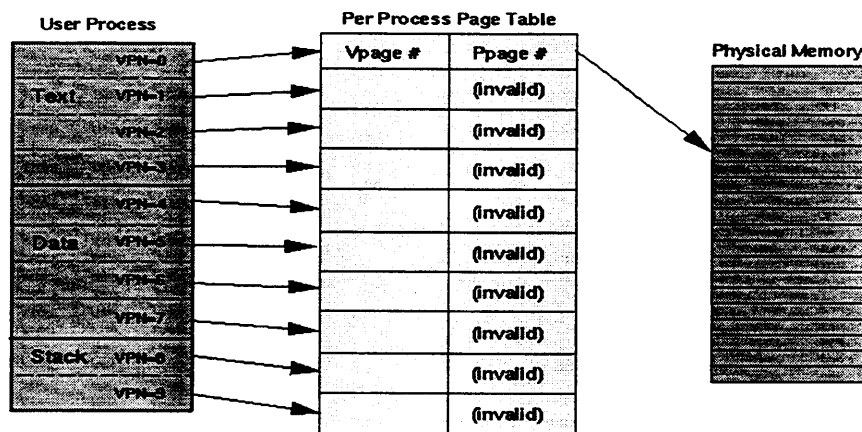 User Process
Per Process Page Table
Physical Memory
Vpage # Ppage #
VPN-0
Text VPN-1 (invalid)
VPN-2 (invalid)
VPN-3 (invalid)
VPN-4 (invalid)
Data VPN-5 (invalid)
VPN-6 (invalid)
VPN-7 (invalid)
Stack VPN-8 (invalid)
VPN-9 (invalid)